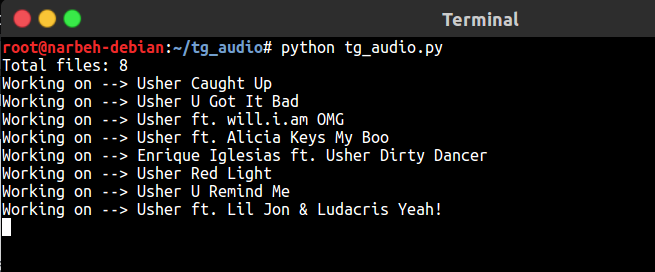 Terminal
root@narbeh-debian:~/tg_audio# python tg_audio.py
Total files: 8
Working on --> Usher Caught Up
Working on --> Usher U Got It Bad
Working on --> Usher ft. will.i.am OMG
Working on --> Usher ft. Alicia Keys My Boo
Working on --> Enrique Iglesias ft. Usher Dirty Dancer
Working on --> Usher Red Light
Working on --> Usher U Remind Me
Working on --> Usher ft. Lil Jon & Ludacris Yeah!